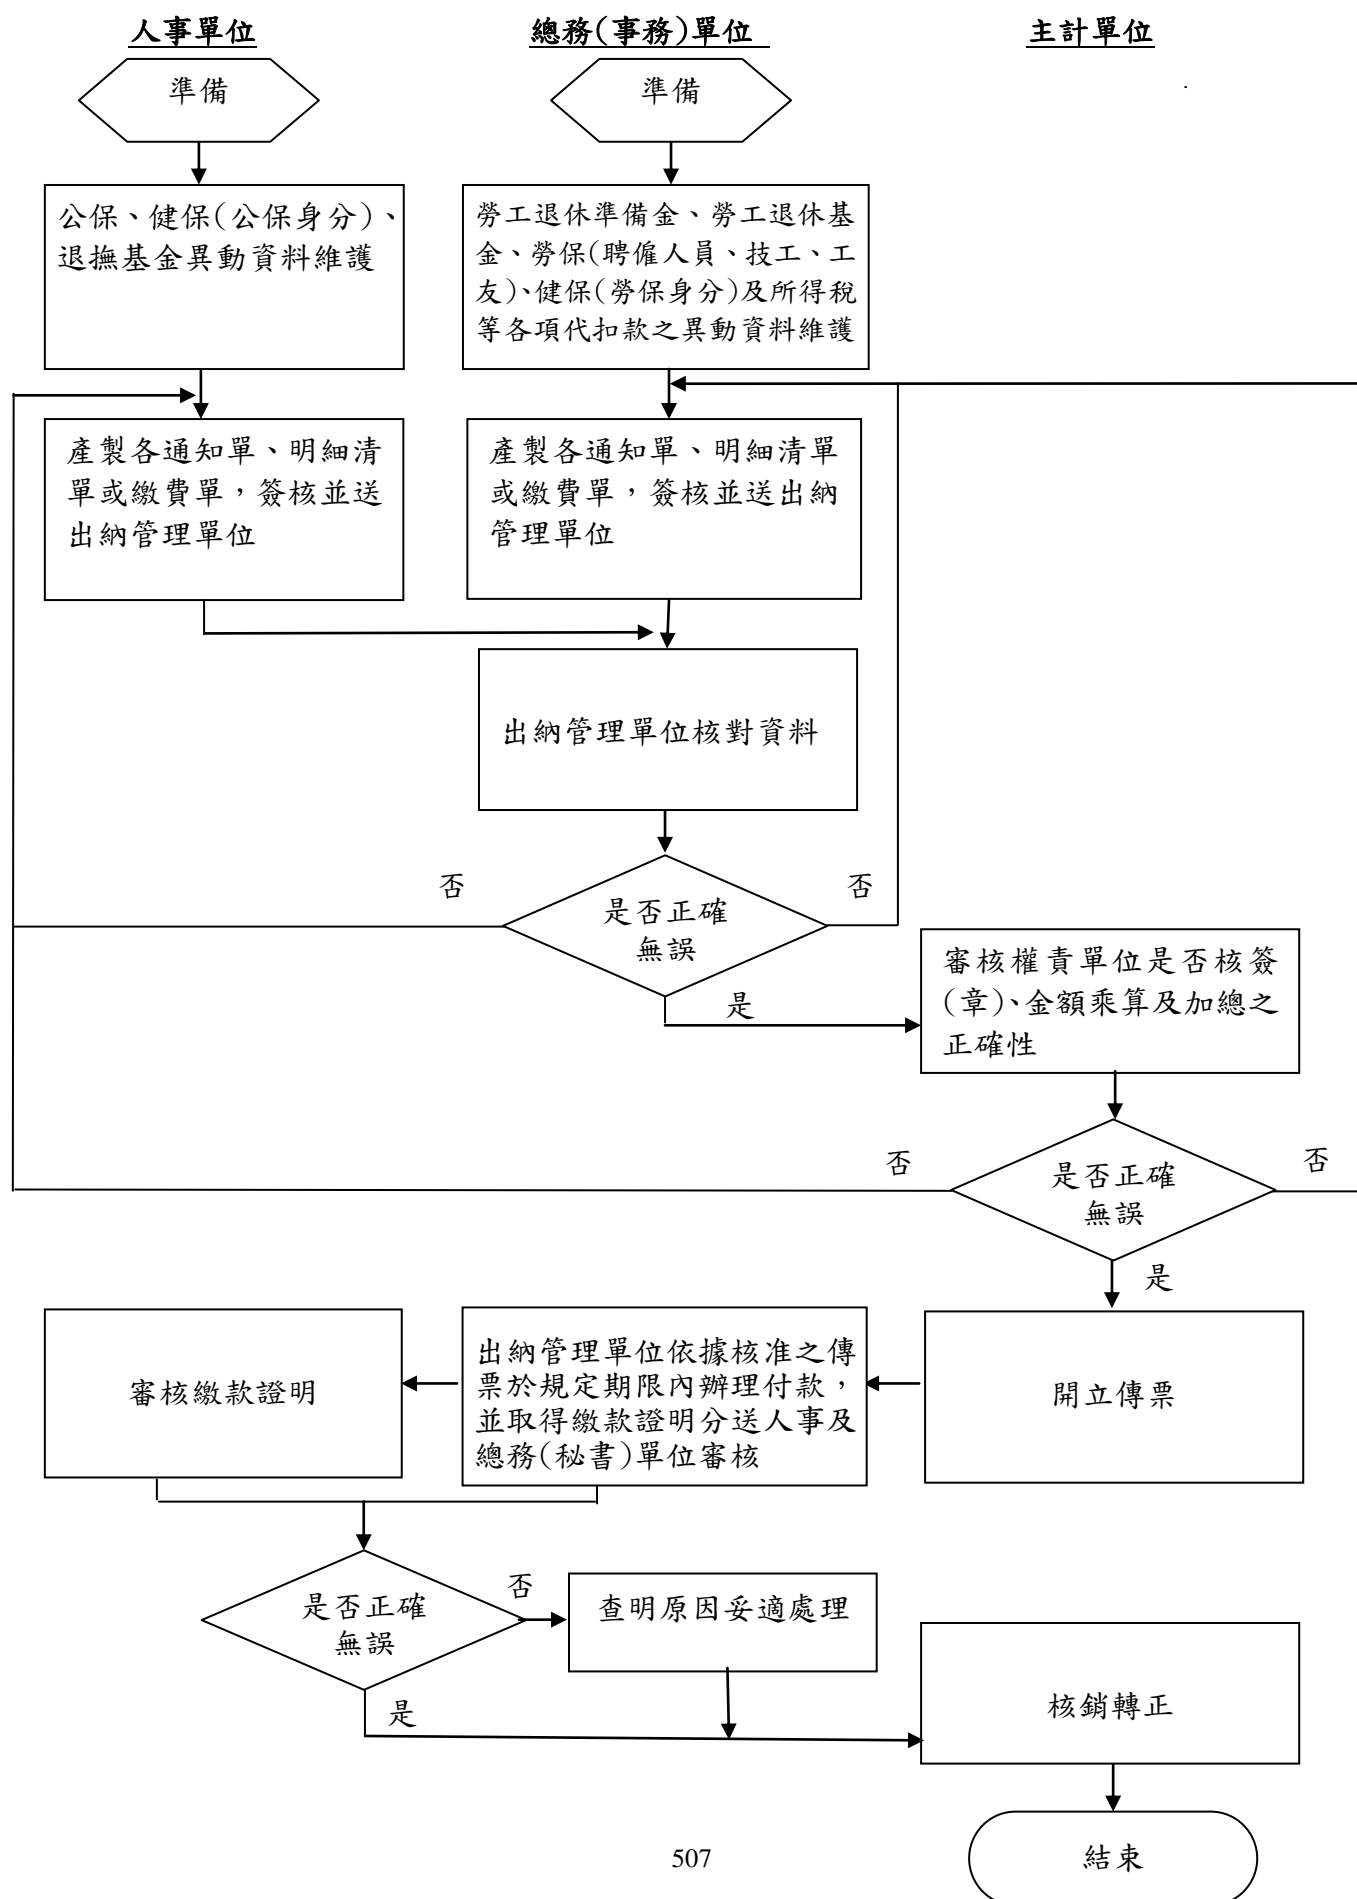 人事單位
總務(事務)單位
主計單位
準備
準備
公保、健保(公保身分)、
退撫基金異動資料維護
勞工退休準備金、勞工退休基
金、勞保(聘僱人員、技工、工
友)、健保(勞保身分)及所得稅
等各項代扣款之異動資料維護
產製各通知單、明細清
單或繳費單，簽核並送
出納管理單位
產製各通知單、明細清單
或繳費單，簽核並送出納
管理單位
出納管理單位核對資料
否
否
是否正確
無誤
是
審核權責單位是否核簽
(章)、金額乘算及加總之
正確性
否
否
是否正確
無誤
是
審核繳款證明
出納管理單位依據核准之傳
票於規定期限內辦理付款，
並取得繳款證明分送人事及
總務(秘書)單位審核
開立傳票
是否正確
無誤
否
查明原因妥適處理
是
核銷轉正
結束
507